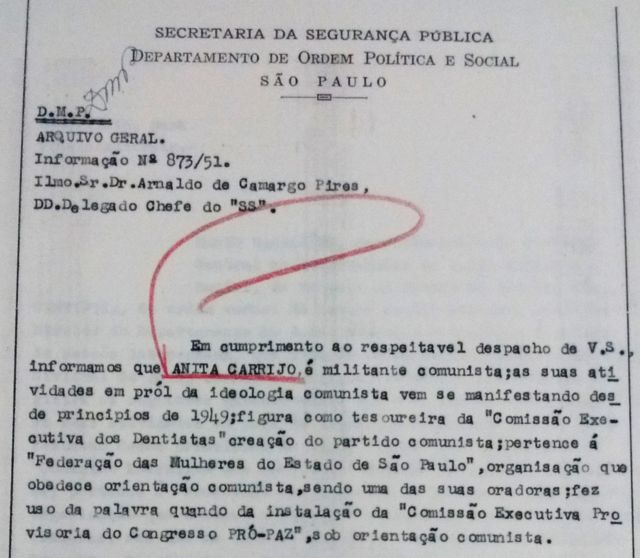 SECRETARIA DA SEGURANÇA PÚBLICA
DEPARTAMENTO DE ORDEM POLÍTICA E SOCIAL
SÃO PAULO
D.M.P.
ARQUIVO GERAL.
Informação Nº 873/51.
Ilmo.Sr.Dr.Arnaldo de Camargo Pires,
DD.Delegado Chefe do "SS".
Em cumprimento ao respeitavel despacho de V.S.,
informamos que ANITA CARRIJO,é militante comunista;as suas ati
vidades em pról da ideologia comunista vem se manifestando des
de principios de 1949;figura como tesoureira da "Comissão Exe-
cutiva dos Dentistas"creação do partido comunista;pertence á
"Federação das Mulheres do Estado de São Paulo",organisação que
obedece orientação comunista,sendo uma das suas oradoras;fez
uso da palavra quando da instalação da "Comissão Executiva Pro
visoria do Congresso PRÓ-PAZ",sob orientação comunista.